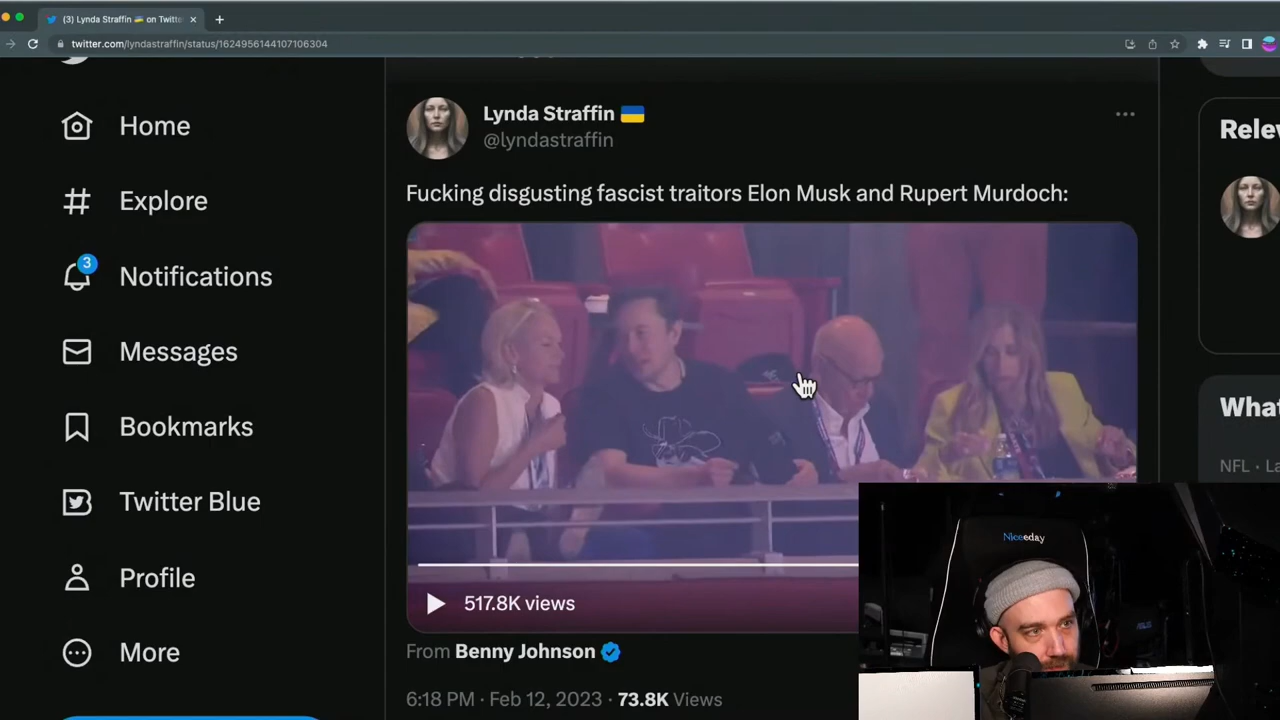 (3) Lynda Straffin 🇺🇦 on Twitte
twitter.com/lyndastraffin/status/1624956144107106304
Home
Explore
3
Notifications
Messages
Bookmarks
Twitter Blue
Profile
More
Lynda Straffin 🇺🇦
@lyndastraffin
Fucking disgusting fascist traitors Elon Musk and Rupert Murdoch:
517.8K views
From Benny Johnson
6:18 PM · Feb 12, 2023 · 73.8K Views
Rele
What
NFL · La
Niceday